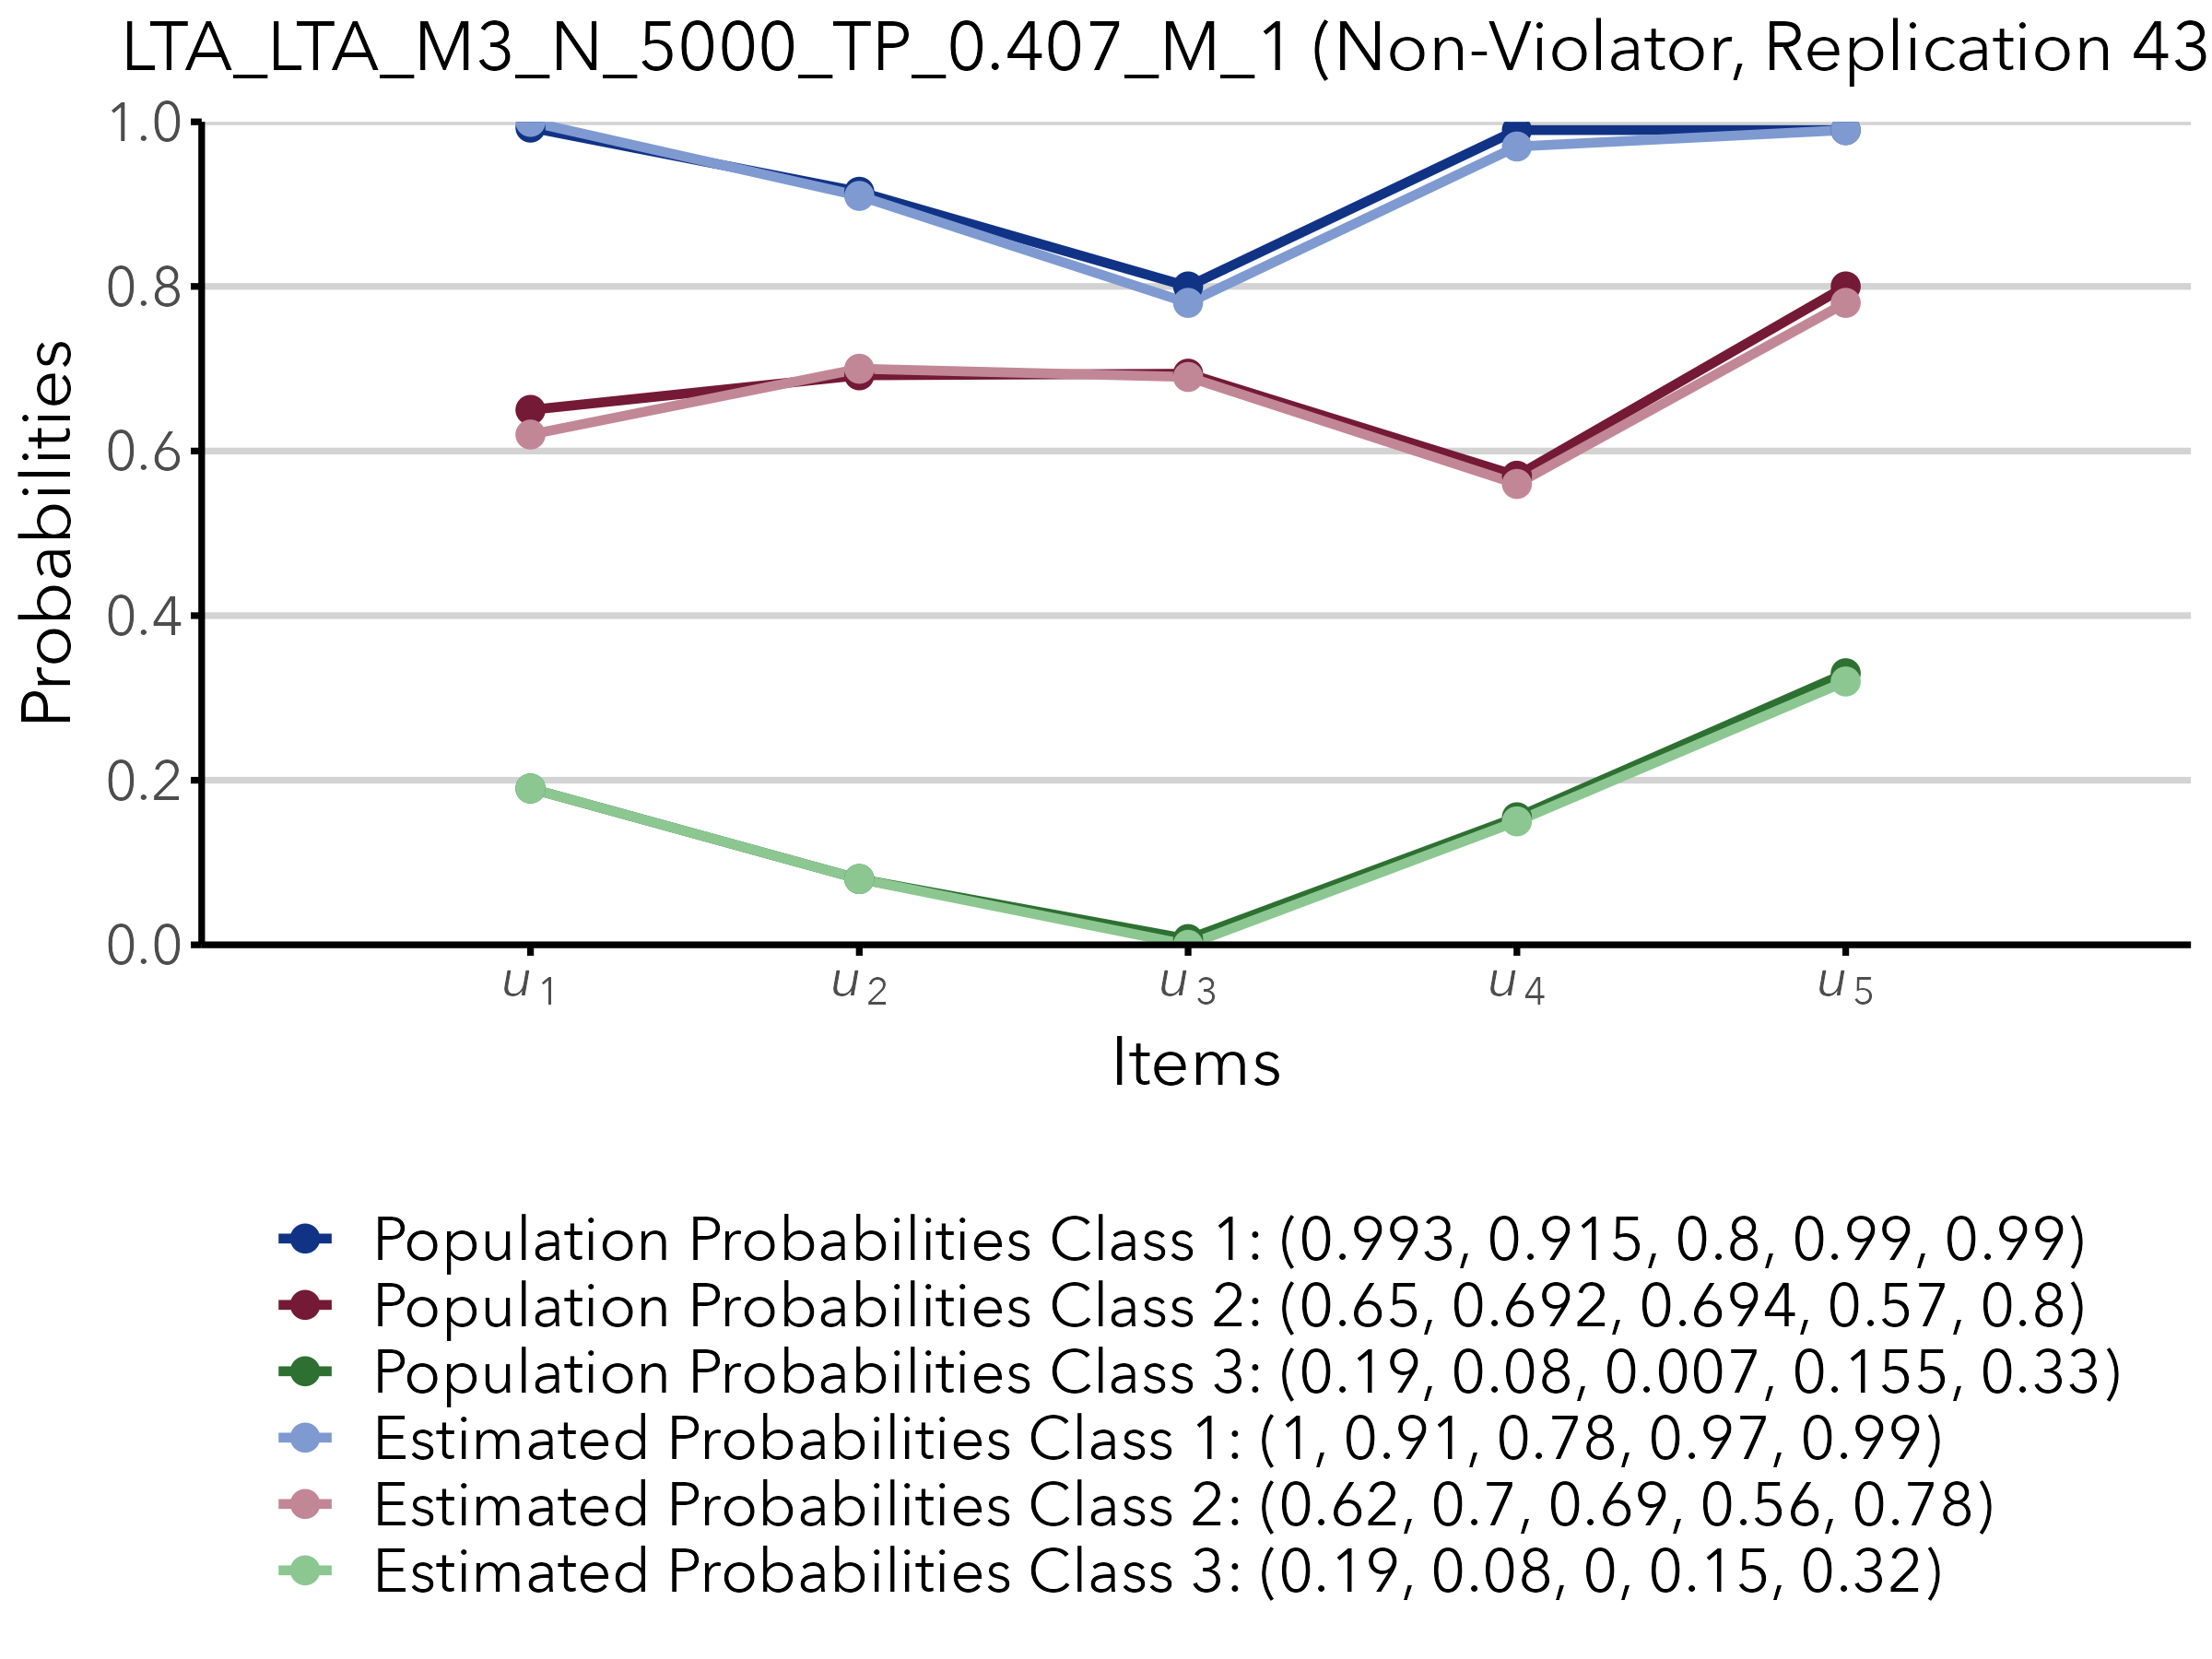 LTA_LTA_M3_N_5000_TP_0.407_M_1 (Non-Violator, Replication 43
Probabilities
1.0
0.8
0.6
0.4
0.2
0.0
u1 u2 u3 u4 u5
Items
Population Probabilities Class 1: (0.993, 0.915, 0.8, 0.99, 0.99)
Population Probabilities Class 2: (0.65, 0.692, 0.694, 0.57, 0.8)
Population Probabilities Class 3: (0.19, 0.08, 0.007, 0.155, 0.33)
Estimated Probabilities Class 1: (1, 0.91, 0.78, 0.97, 0.99)
Estimated Probabilities Class 2: (0.62, 0.7, 0.69, 0.56, 0.78)
Estimated Probabilities Class 3: (0.19, 0.08, 0, 0.15, 0.32)